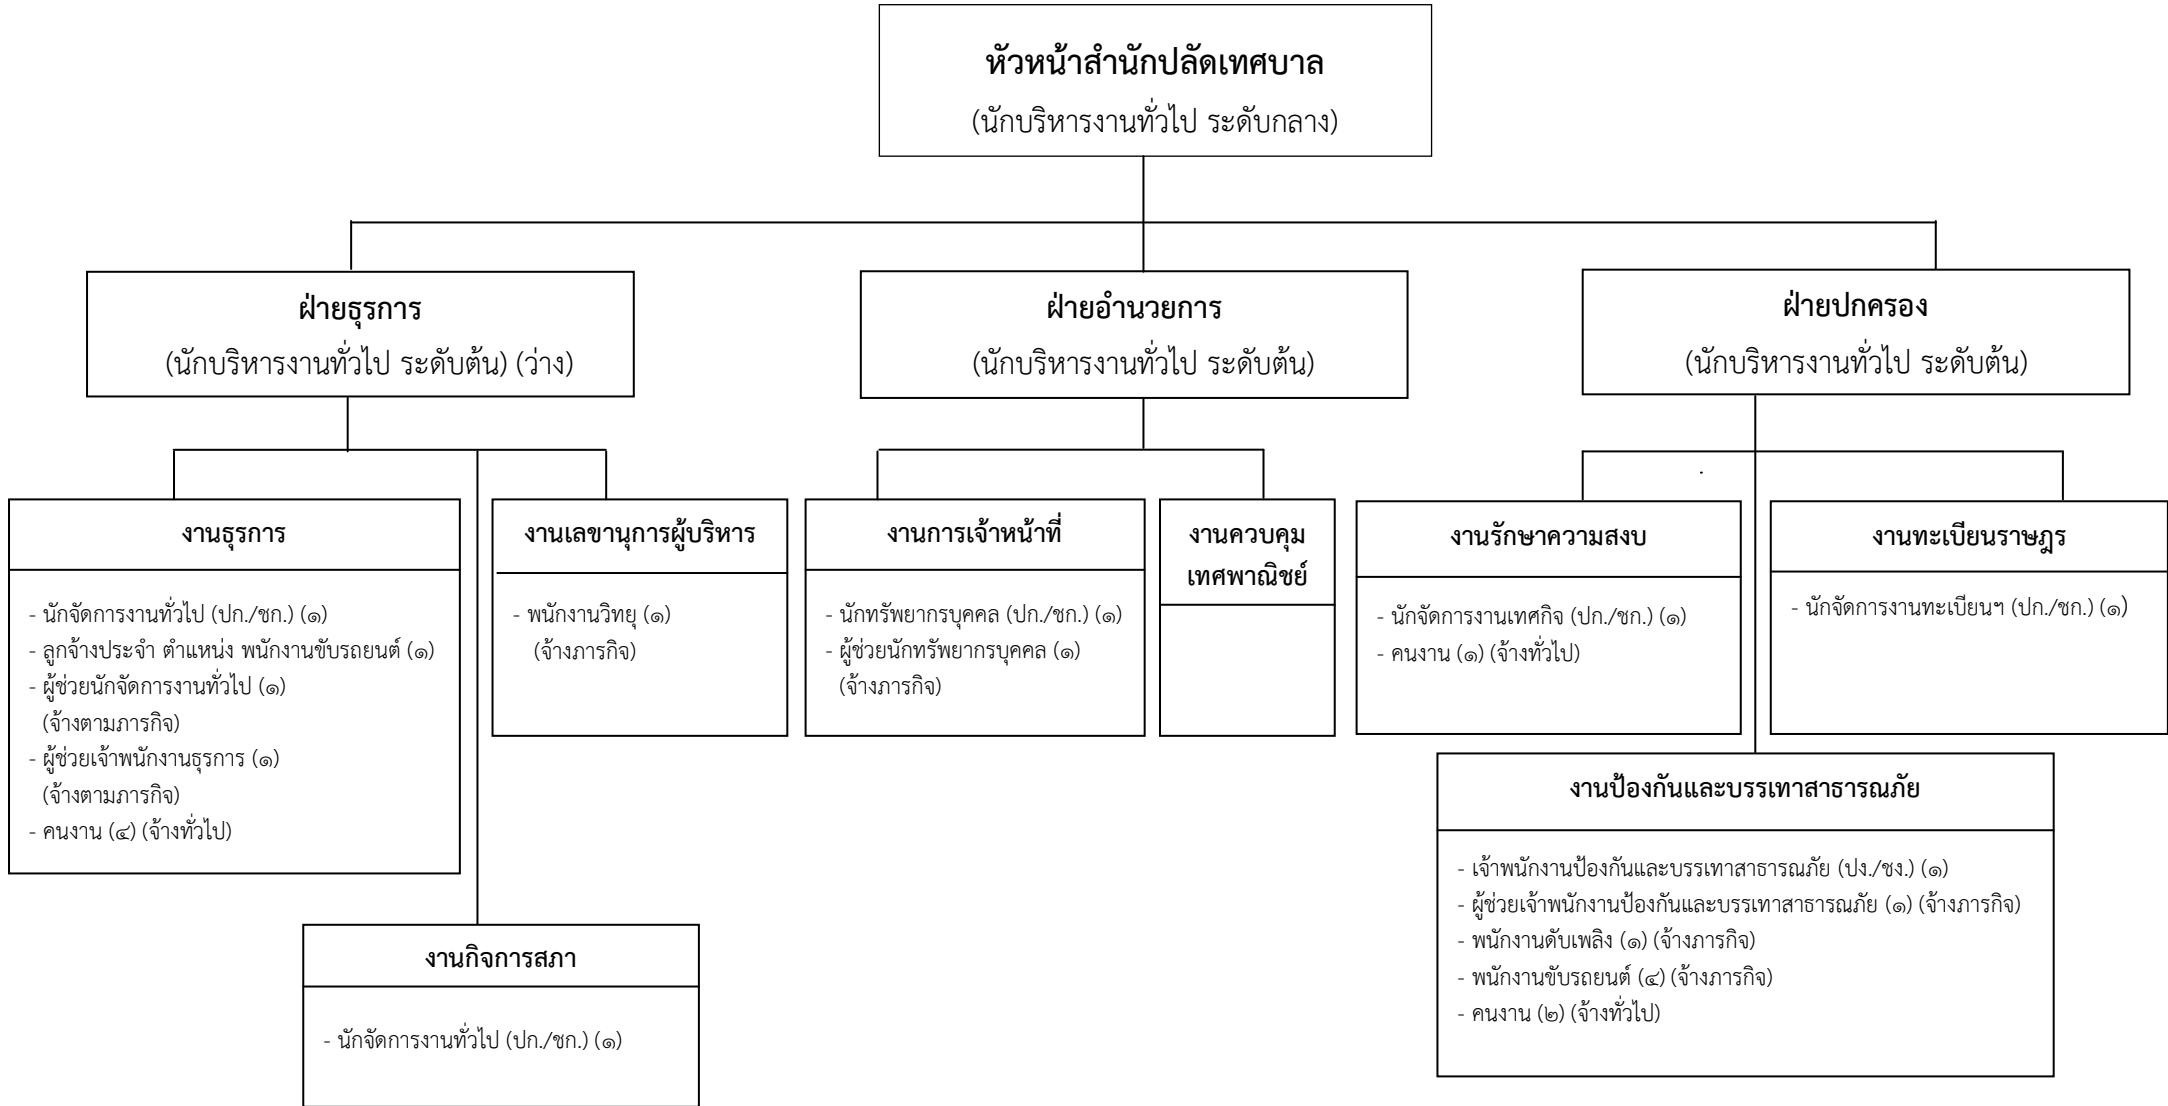 หัวหน้าสำนักปลัดเทศบาล
(นักบริหารงานทั่วไป ระดับกลาง)
ฝ่ายธุรการ
(นักบริหารงานทั่วไป ระดับต้น) (ว่าง)
ฝ่ายอำนวยการ
(นักบริหารงานทั่วไป ระดับต้น)
ฝ่ายปกครอง
(นักบริหารงานทั่วไป ระดับต้น)
งานธุรการ
- นักจัดการงานทั่วไป (ปก./ชก.) (๑)
- ลูกจ้างประจำ ตำแหน่ง พนักงานขับรถยนต์ (๑)
- ผู้ช่วยนักจัดการงานทั่วไป (๑)
(จ้างตามภารกิจ)
- ผู้ช่วยเจ้าพนักงานธุรการ (๑)
(จ้างตามภารกิจ)
- คนงาน (๔) (จ้างทั่วไป)
งานเลขานุการผู้บริหาร
- พนักงานวิทยุ (๑)
(จ้างภารกิจ)
งานการเจ้าหน้าที่
- นักทรัพยากรบุคคล (ปก./ชก.) (๑)
- ผู้ช่วยนักทรัพยากรบุคคล (๑)
(จ้างภารกิจ)
งานควบคุม
เทศพาณิชย์
งานรักษาความสงบ
- นักจัดการงานเทศกิจ (ปก./ชก.) (๑)
- คนงาน (๑) (จ้างทั่วไป)
งานทะเบียนราษฎร
- นักจัดการงานทะเบียนฯ (ปก./ชก.) (๑)
งานป้องกันและบรรเทาสาธารณภัย
- เจ้าพนักงานป้องกันและบรรเทาสาธารณภัย (ปง./ชง.) (๑)
- ผู้ช่วยเจ้าพนักงานป้องกันและบรรเทาสาธารณภัย (๑) (จ้างภารกิจ)
- พนักงานดับเพลิง (๑) (จ้างภารกิจ)
- พนักงานขับรถยนต์ (๔) (จ้างภารกิจ)
- คนงาน (๒) (จ้างทั่วไป)
งานกิจการสภา
- นักจัดการงานทั่วไป (ปก./ชก.) (๑)